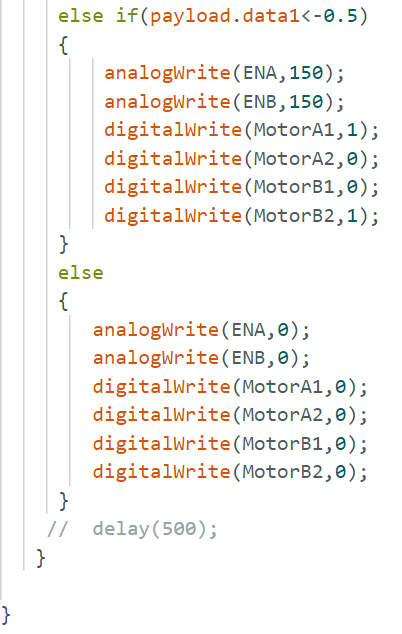 else if(payload.data1<-0.5)
{
analogWrite(ENA,150);
analogWrite(ENB,150);
digitalWrite(MotorA1,1);
digitalWrite(MotorA2,0);
digitalWrite(MotorB1,0);
digitalWrite(MotorB2,1);
}
else
{
analogWrite(ENA,0);
analogWrite(ENB,0);
digitalWrite(MotorA1,0);
digitalWrite(MotorA2,0);
digitalWrite(MotorB1,0);
digitalWrite(MotorB2,0);
}
//  delay(500);
}
}